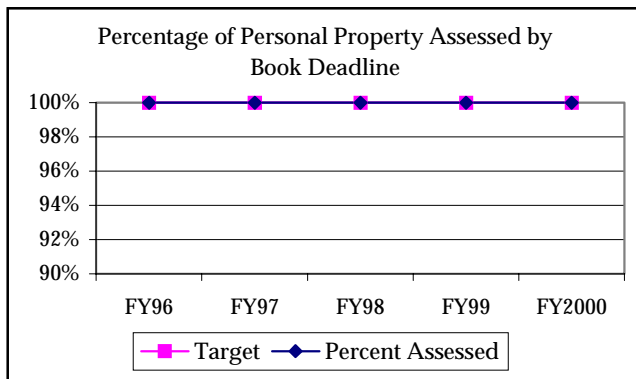 Percentage of Personal Property Assessed by
Book Deadline
100%
98%
96%
94%
92%
90%
FY96 FY97 FY98 FY99 FY2000
Target Percent Assessed